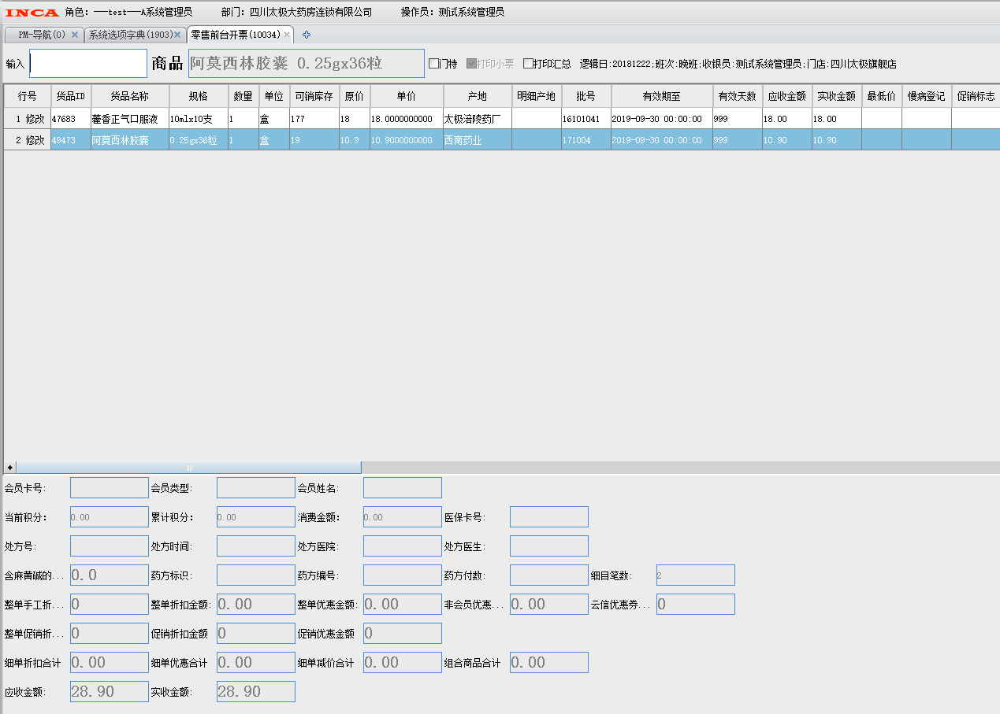 INCA 角色: ──test──A系统管理员 部门: 四川太极大药房连锁有限公司 操作员: 测试系统管理员
PM-导航(0) 系统选项字典(1903) 零售前台开票(10034)
输入 商品 阿莫西林胶囊 0.25gx36粒 门特 打印小票 打印汇总 逻辑日:20181222;班次:晚班;收银员:测试系统管理员;门店:四川太极旗舰店
行号 货品ID 货品名称 规格 数量 单位 可销库存 原价 单价 产地 明细产地 批号 有效期至 有效天数 应收金额 实收金额 最低价 慢病登记 促销标志
1 修改 47683 藿香正气口服液 10mlx10支 1 盒 177 18 18.0000000000 太极涪陵药厂 16101041 2019-09-30 00:00:00 999 18.00 18.00
2 修改 49473 阿莫西林胶囊 0.25gx36粒 1 盒 19 10.9 10.9000000000 西南药业 171004 2019-09-30 00:00:00 999 10.90 10.90
会员卡号: 会员类型: 会员姓名:
当前积分: 0.00 累计积分: 0.00 消费金额: 0.00 医保卡号:
处方号: 处方时间: 处方医院: 处方医生:
含麻黄碱的... 0.0 药方标识: 药方编号: 药方付数: 细目笔数: 2
整单手工折... 0 整单折扣金额: 0.00 整单优惠金额: 0.00 非会员优惠... 0.00 云信优惠券... 0
整单促销折... 0 促销折扣金额 0 促销优惠金额 0
细单折扣合计 0.00 细单优惠合计 0.00 细单减价合计 0.00 组合商品合计 0.00
应收金额: 28.90 实收金额: 28.90